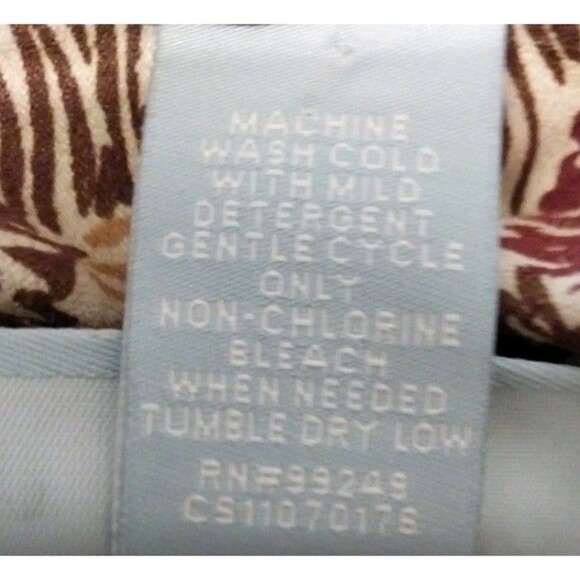 MACHINE
WASH COLD
WITH MILD
DETERGENT
GENTLE CYCLE
ONLY
NON-CHLORINE
BLEACH
WHEN NEEDED
TUMBLE DRY LOW
RN#99249
CS11070176